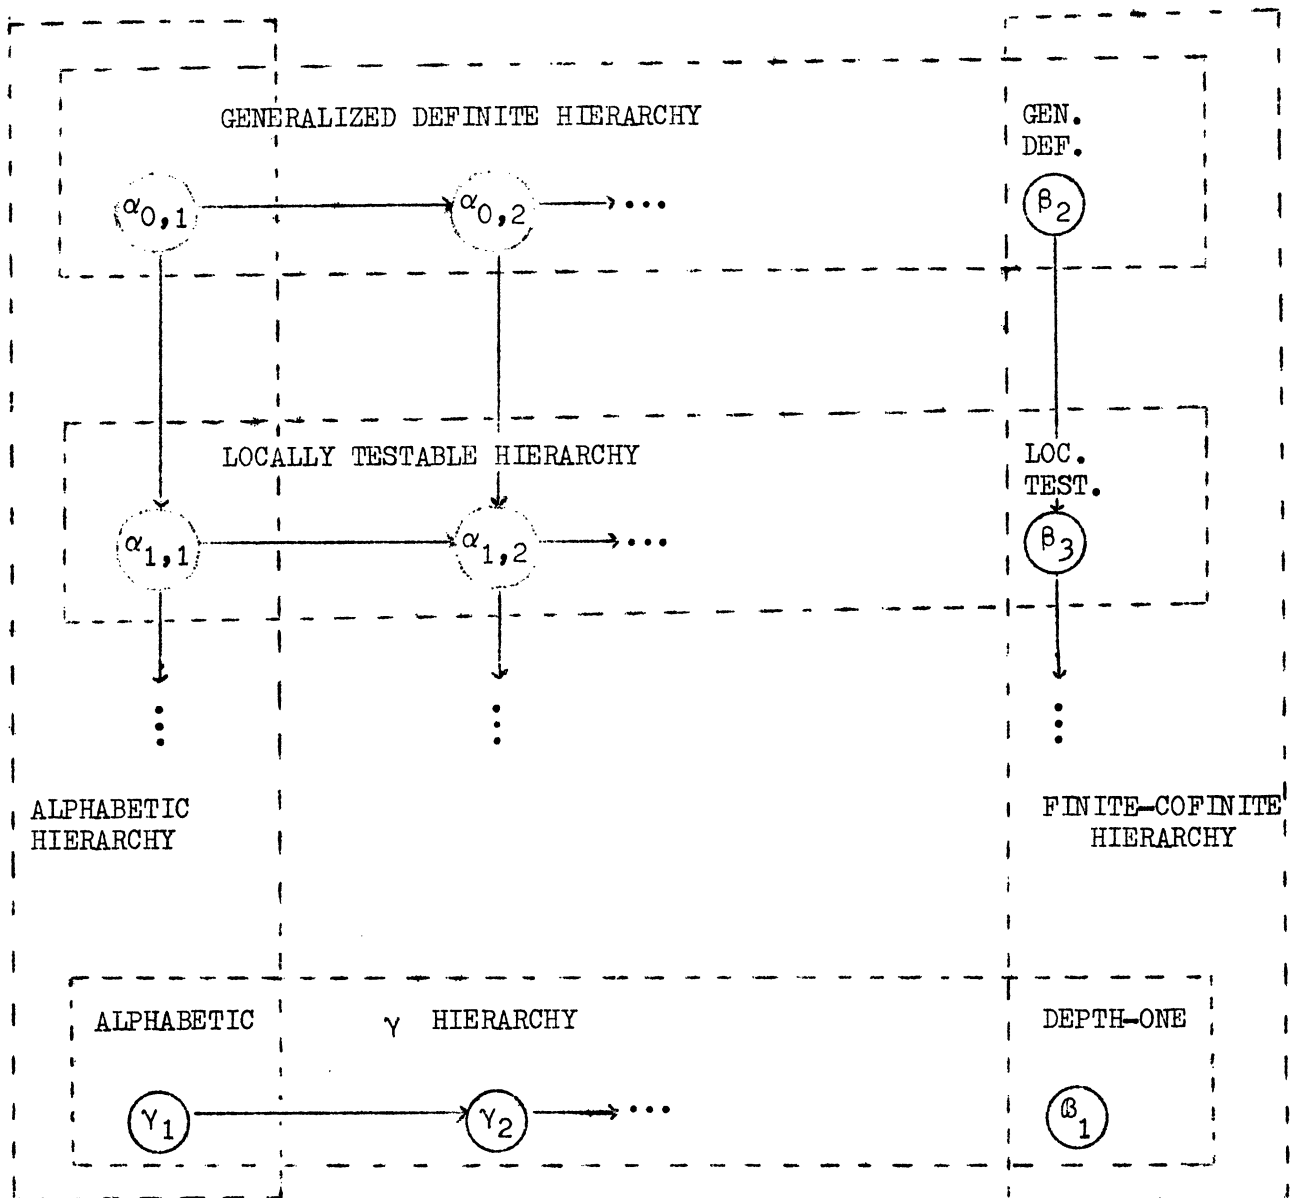 GENERALIZED DEFINITE HIERARCHY
GEN.
DEF.
α0,1
α0,2
...
β2
LOCALLY TESTABLE HIERARCHY
LOC.
TEST.
α1,1
α1,2
...
β3
ALPHABETIC
HIERARCHY
FINITE-COFINITE
HIERARCHY
ALPHABETIC
γ HIERARCHY
DEPTH-ONE
γ1
γ2
...
ℬ1